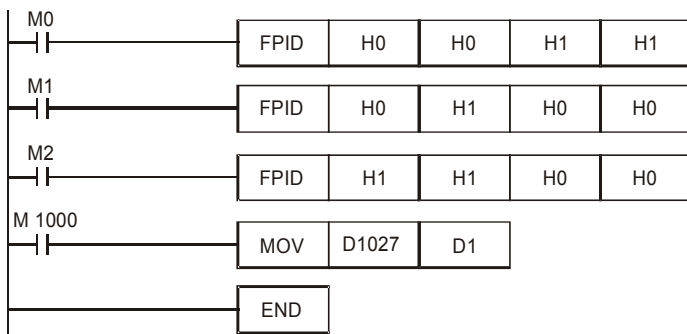 M0
FPID H0 H0 H1 H1
M1
FPID H0 H1 H0 H0
M2
FPID H1 H1 H0 H0
M 1000
MOV D1027 D1
END